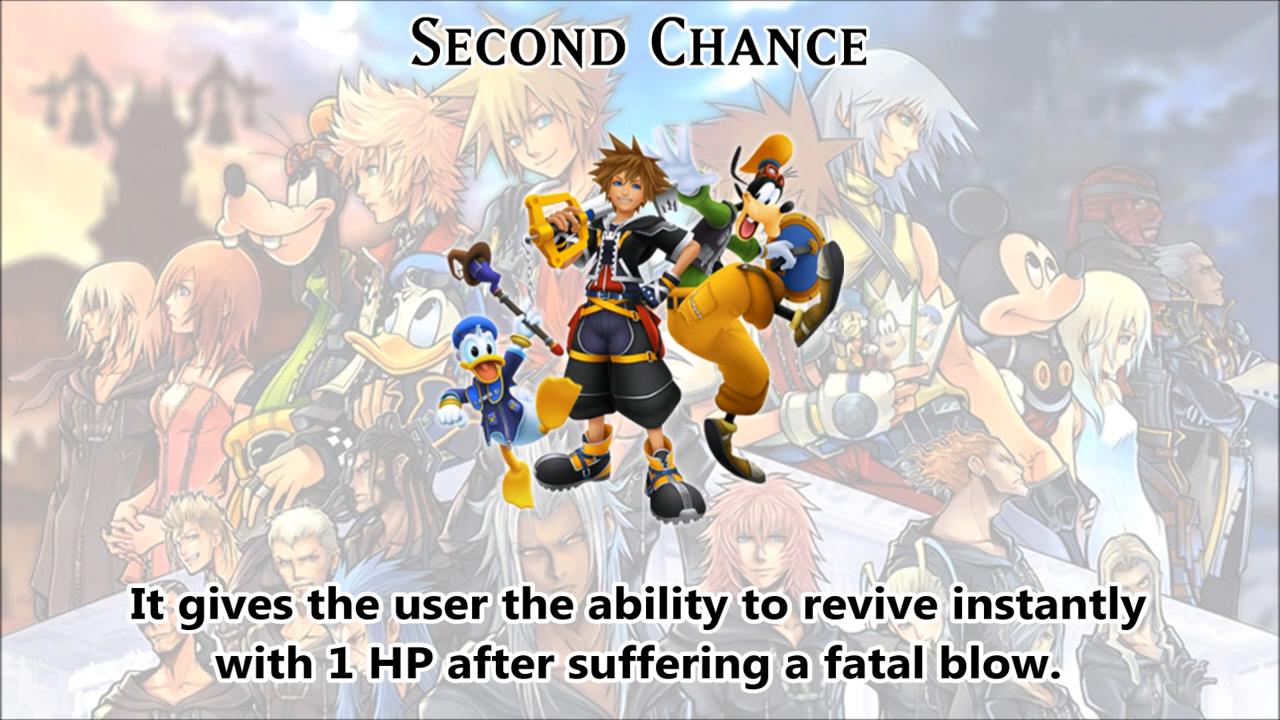 Second Chance
It gives the user the ability to revive instantly
with 1 HP after suffering a fatal blow.